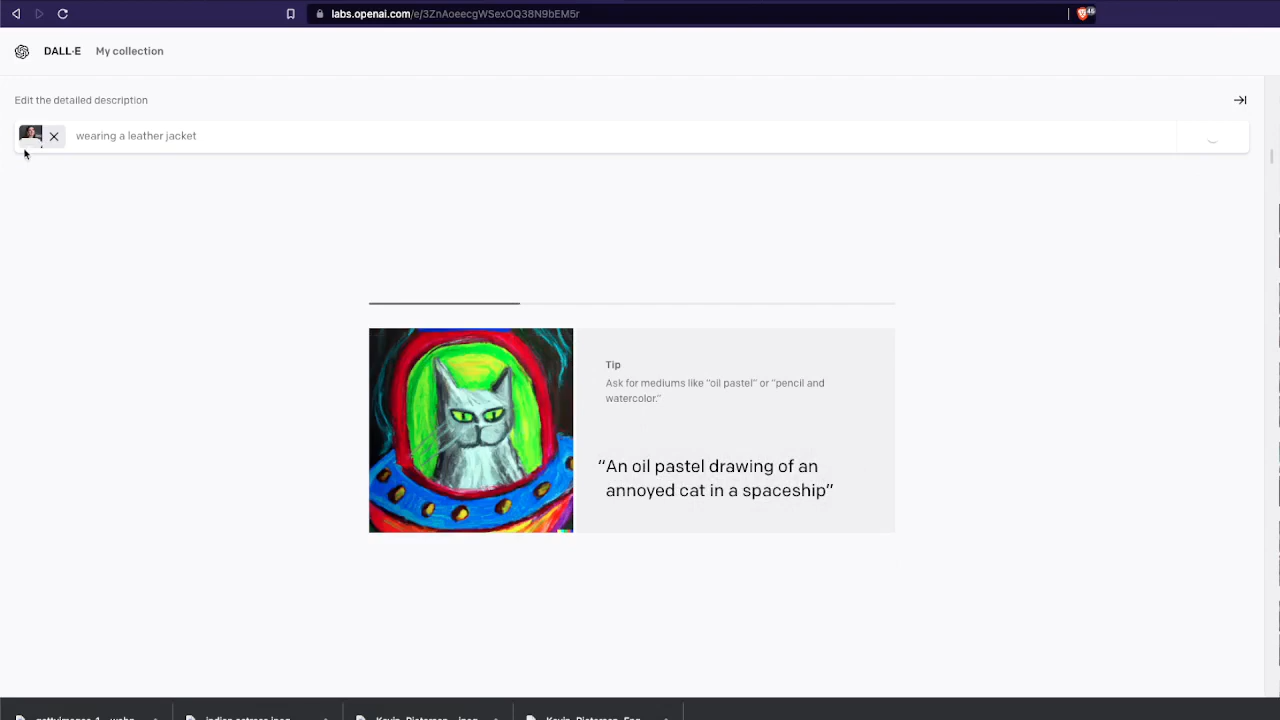 labs.openai.com/e/3ZnAoeecgWSexOQ38N9bEM5r
DALL·E My collection
Edit the detailed description
wearing a leather jacket
Tip
Ask for mediums like "oil pastel" or "pencil and
watercolor."
“An oil pastel drawing of an
annoyed cat in a spaceship”